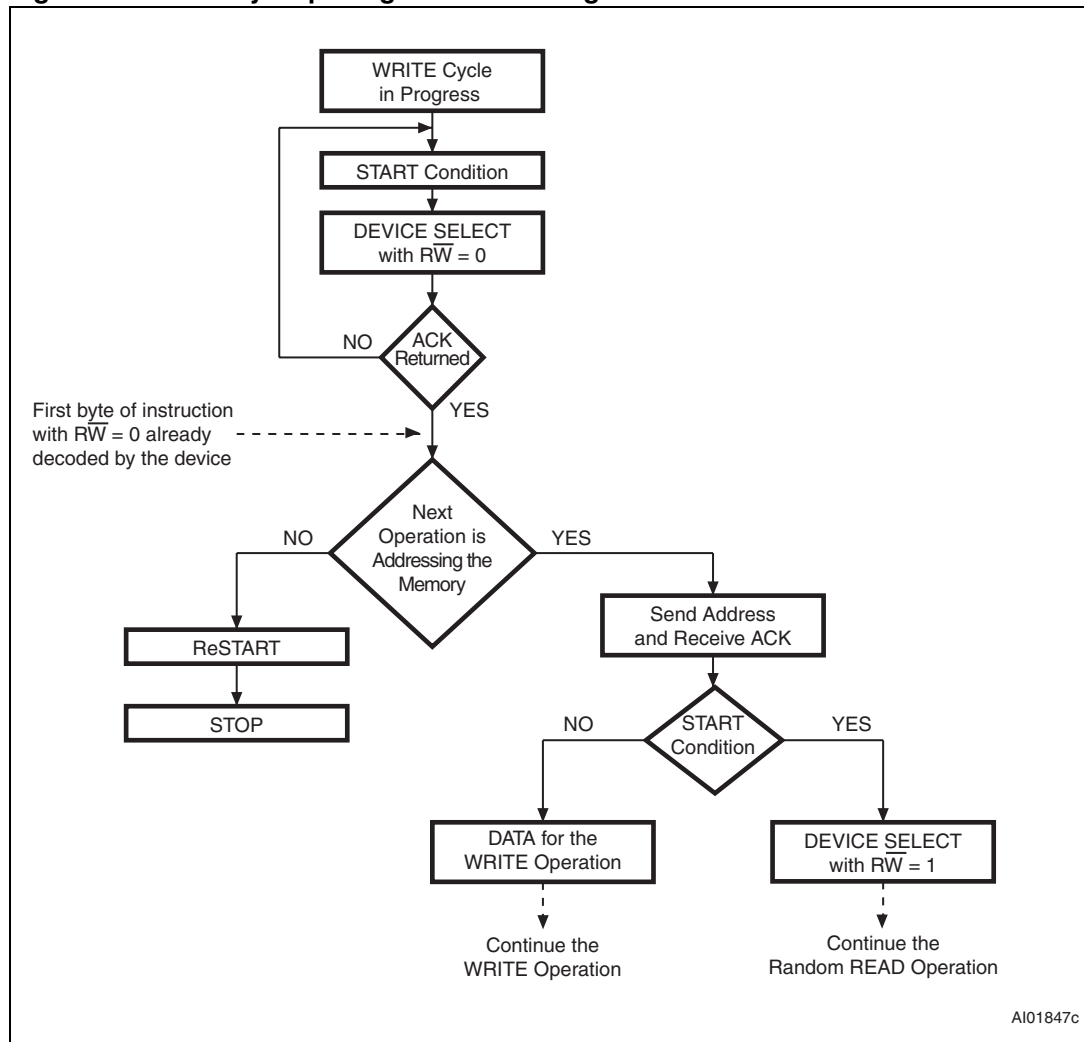 WRITE Cycle
in Progress
START Condition
DEVICE SELECT
with RW̅ = 0
NO
ACK
Returned
YES
First byte of instruction
with RW̅ = 0 already
decoded by the device
NO
Next
Operation is
Addressing the
Memory
YES
ReSTART
STOP
Send Address
and Receive ACK
NO
START
Condition
YES
DATA for the
WRITE Operation
DEVICE SELECT
with RW̅ = 1
Continue the
WRITE Operation
Continue the
Random READ Operation
AI01847c